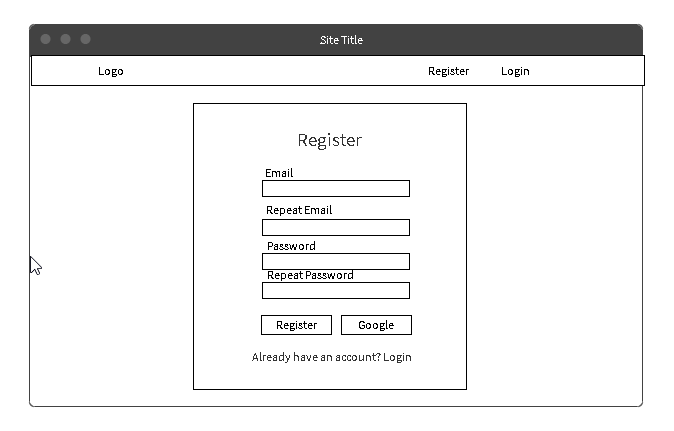 Site Title
Logo Register Login
Register
Email
Repeat Email
Password
Repeat Password
Register Google
Already have an account? Login